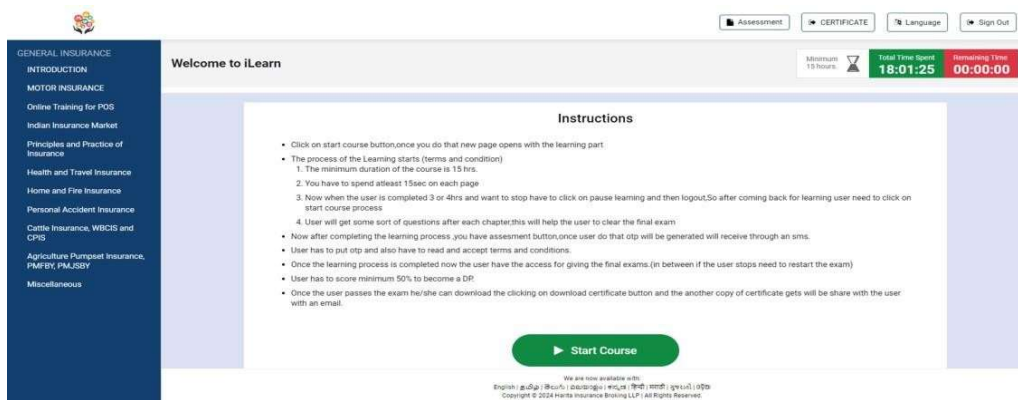 Assessment
CERTIFICATE
Language
Sign Out
GENERAL INSURANCE
INTRODUCTION
MOTOR INSURANCE
Online Training for POS
Indian Insurance Market
Principles and Practice of
Insurance
Health and Travel Insurance
Home and Fire Insurance
Personal Accident Insurance
Cattle Insurance, WBCIS and
CPIS
Agriculture Pumpset Insurance,
PMFBY, PMJSBY
Miscellaneous
Welcome to iLearn
Minimum
15 hours.
Total Time Spent
18:01:25
Remaining Time
00:00:00
Instructions
• Click on start course button,once you do that new page opens with the learning part
• The process of the Learning starts (terms and condition)
1. The minimum duration of the course is 15 hrs.
2. You have to spend atleast 15sec on each page
3. Now when the user is completed 3 or 4hrs and want to stop have to click on pause learning and then logout,So after coming back for learning user need to click on
start course process
4. User will get some sort of questions after each chapter,this will help the user to clear the final exam
• Now after completing the learning process ,you have assesment button,once user do that otp will be generated will receive through an sms.
• User has to put otp and also have to read and accept terms and conditions.
• Once the learning process is completed now the user have the access for giving the final exams.(in between if the user stops need to restart the exam)
• User has to score minimum 50% to become a DP.
• Once the user passes the exam he/she can download the clicking on download certificate button and the another copy of certificate gets will be share with the user
with an email.
Start Course
We are now available with:
English | தமிழ் | తెలుగు | മലയാളം | ಕನ್ನಡ | हिन्दी | मराठी | ગુજરાતી | ଓଡ଼ିଆ
Copyright © 2024 Harita Insurance Broking LLP | All Rights Reserved.